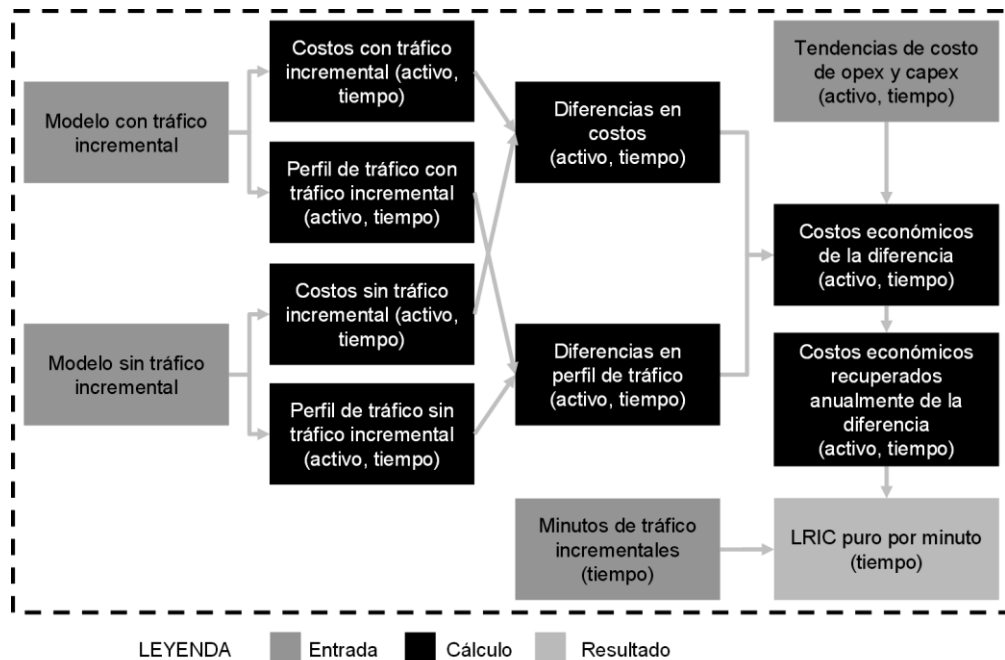 Modelo con tráfico
incremental
Modelo sin tráfico
incremental
Costos con tráfico
incremental (activo,
tiempo)
Perfil de tráfico con
tráfico incremental
(activo, tiempo)
Costos sin tráfico
incremental (activo,
tiempo)
Perfil de tráfico sin
tráfico incremental
(activo, tiempo)
Diferencias en
costos
(activo, tiempo)
Diferencias en
perfil de tráfico
(activo, tiempo)
Minutos de tráfico
incrementales
(tiempo)
Tendencias de costo
de opex y capex
(activo, tiempo)
Costos económicos
de la diferencia
(activo, tiempo)
Costos económicos
recuperados
anualmente de la
diferencia
(activo, tiempo)
LRIC puro por minuto
(tiempo)
LEYENDA
Entrada
Cálculo
Resultado